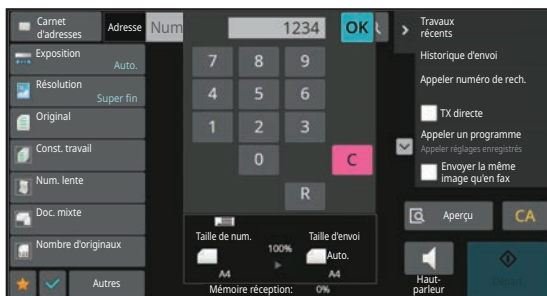 Carnet
d'adresses
Adresse
Num
1234
OK
Travaux
récents
Exposition
Auto.
Historique d'envoi
7 8 9
Résolution
Super fin
Appeler numéro de rech.
4 5 6
Original
TX directe
1 2 3
Appeler un programme
Appeler réglages enregistrés
Const. travail
0 C
Envoyer la même
image qu'en fax
Num. lente
R
Doc. mixte
Aperçu
CA
Taille de num.
100%
Taille d'envoi
Auto.
Nombre d'originaux
A4
A4
Autres
Mémoire réception: 0%
Haut-
parleur